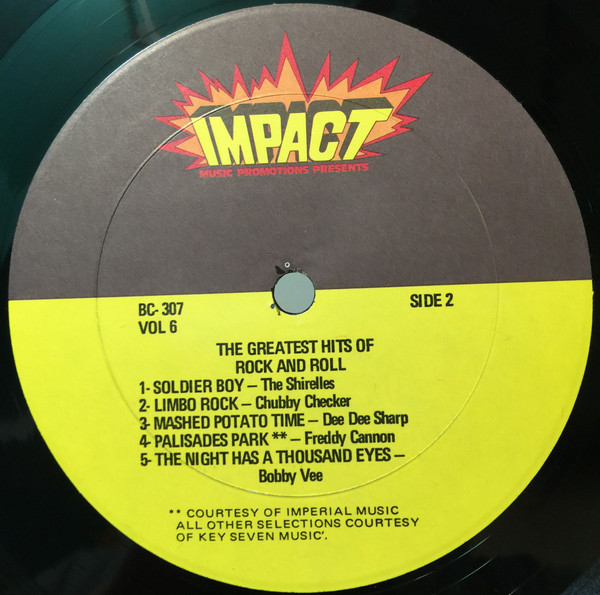 IMPACT
MUSIC PROMOTIONS PRESENTS
BC-307
SIDE 2
VOL 6
THE GREATEST HITS OF
ROCK AND ROLL
1- SOLDIER BOY – The Shirelles
2- LIMBO ROCK – Chubby Checker
3- MASHED POTATO TIME – Dee Dee Sharp
4- PALISADES PARK ** – Freddy Cannon
5- THE NIGHT HAS A THOUSAND EYES –
Bobby Vee
** COURTESY OF IMPERIAL MUSIC
ALL OTHER SELECTIONS COURTESY
OF KEY SEVEN MUSIC'.